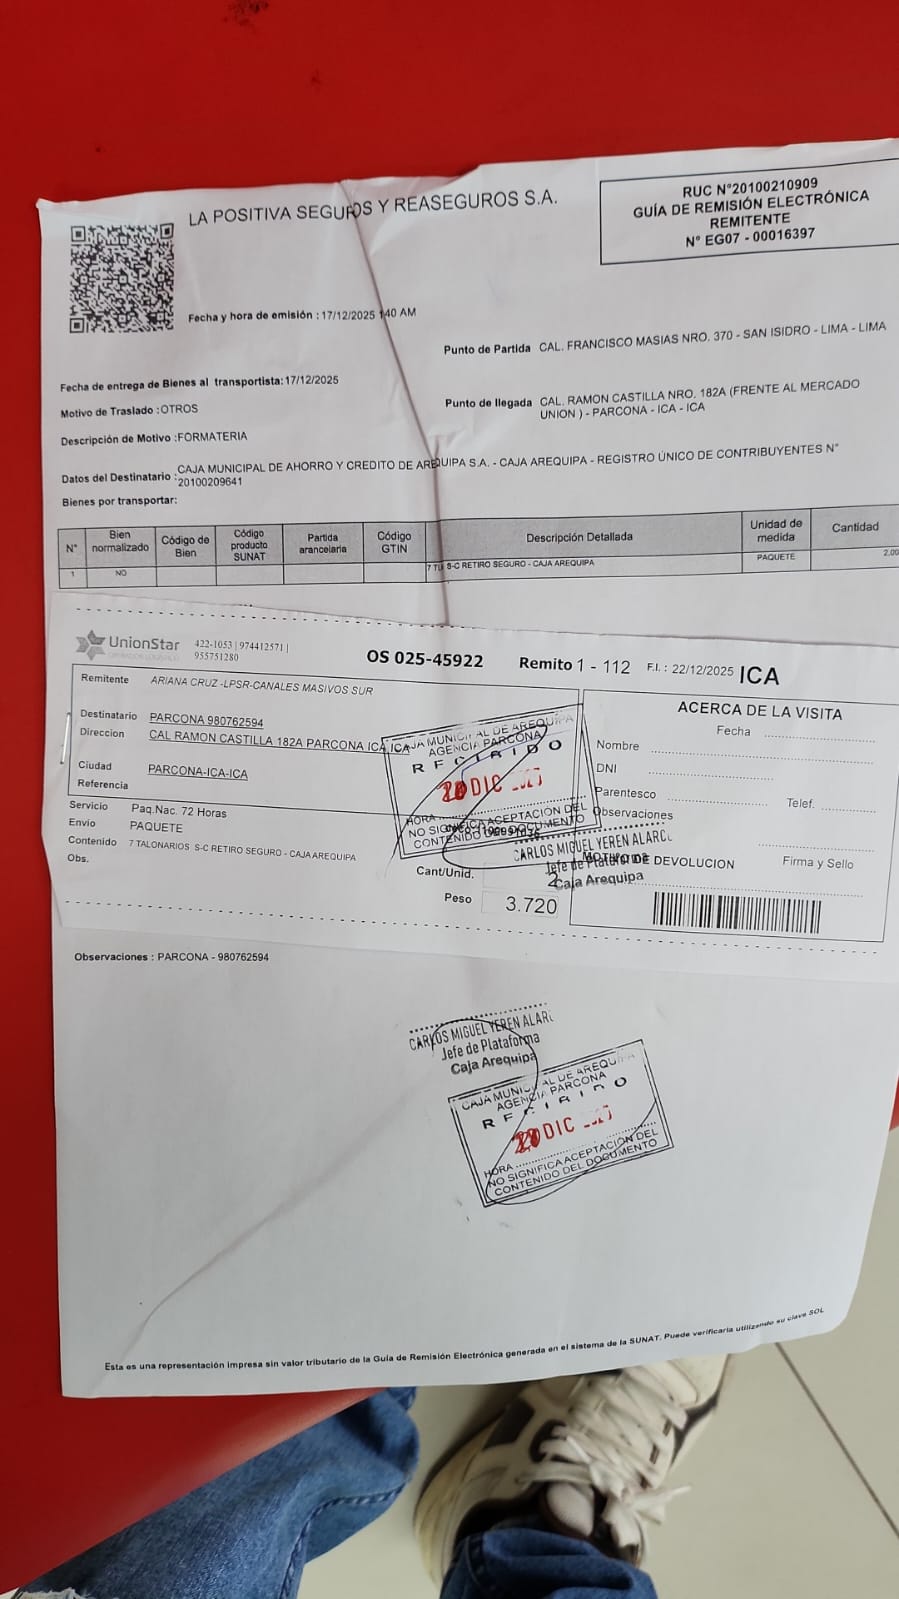 LA POSITIVA SEGUROS Y REASEGUROS S.A.
RUC N°20100210909
GUÍA DE REMISIÓN ELECTRÓNICA
REMITENTE
N° EG07 - 00016397
Fecha y hora de emisión : 17/12/2025 1:40 AM
Punto de Partida CAL. FRANCISCO MASIAS NRO. 370 - SAN ISIDRO - LIMA - LIMA
Fecha de entrega de Bienes al transportista:17/12/2025
Punto de llegada CAL. RAMON CASTILLA NRO. 182A (FRENTE AL MERCADO
UNION ) - PARCONA - ICA - ICA
Motivo de Traslado :OTROS
Descripción de Motivo :FORMATERIA
Datos del Destinatario : CAJA MUNICIPAL DE AHORRO Y CREDITO DE AREQUIPA S.A. - CAJA AREQUIPA - REGISTRO ÚNICO DE CONTRIBUYENTES N°
20100209641
Bienes por transportar:
N° Bien normalizado Código de Bien Código producto SUNAT Partida arancelaria Código GTIN Descripción Detallada Unidad de medida Cantidad
1 NO S-C RETIRO SEGURO - CAJA AREQUIPA PAQUETE 2.00
UnionStar 422-1053 | 974412571 |
955751280
OS 025-45922 Remito 1 - 112 F.I. : 22/12/2025 ICA
Remitente ARIANA CRUZ -LPSR-CANALES MASIVOS SUR
Destinatario PARCONA 980762594
Direccion CAL RAMON CASTILLA 182A PARCONA ICA ICA
Ciudad PARCONA-ICA-ICA
Referencia
Servicio Paq.Nac. 72 Horas
Envio PAQUETE
Contenido 7 TALONARIOS S-C RETIRO SEGURO - CAJA AREQUIPA
Obs.
Cant/Unid. 2
Peso 3.720
ACERCA DE LA VISITA
Fecha
Nombre
DNI
Parentesco Telef.
Observaciones
DE DEVOLUCION Firma y Sello
CAJA MUNICIPAL DE AREQUIPA
AGENCIA PARCONA
RECIBIDO
DIC
HORA
NO SIGNIFICA ACEPTACION DEL
CONTENIDO DEL DOCUMENTO
CARLOS MIGUEL YEREN ALARC
Jefe de Plataforma
Caja Arequipa
Observaciones : PARCONA - 980762594
CARLOS MIGUEL YEREN ALARC
Jefe de Plataforma
Caja Arequipa
CAJA MUNICIPAL DE AREQUIPA
AGENCIA PARCONA
RECIBIDO
DIC
HORA
NO SIGNIFICA ACEPTACION DEL
CONTENIDO DEL DOCUMENTO
Esta es una representación impresa sin valor tributario de la Guía de Remisión Electrónica generada en el sistema de la SUNAT. Puede verificarla utilizando su clave SOL